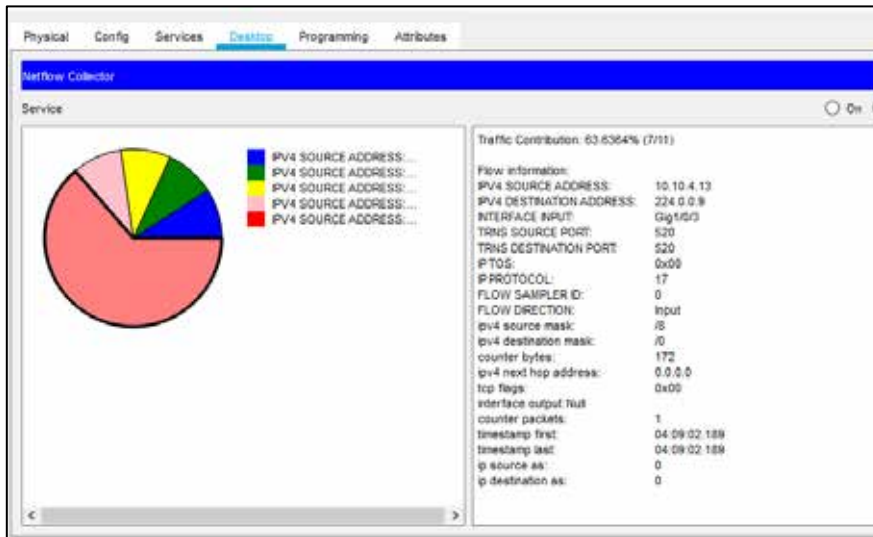 Physical Config Services Desktop Programming Attributes
Netflow Collector
Service
On
IPV4 SOURCE ADDRESS:...
IPV4 SOURCE ADDRESS:...
IPV4 SOURCE ADDRESS:...
IPV4 SOURCE ADDRESS:...
IPV4 SOURCE ADDRESS:...
Traffic Contribution: 63.6364% (7/11)
Flow information:
IPV4 SOURCE ADDRESS: 10.10.4.13
IPV4 DESTINATION ADDRESS: 224.0.0.9
INTERFACE INPUT: Gig1/0/3
TRNS SOURCE PORT: 520
TRNS DESTINATION PORT: 520
IP TOS: 0x00
IP PROTOCOL: 17
FLOW SAMPLER ID: 0
FLOW DIRECTION: Input
ipv4 source mask: /8
ipv4 destination mask: /0
counter bytes: 172
ipv4 next hop address: 0.0.0.0
tcp flags: 0x00
interface output:Null
counter packets: 1
timestamp first: 04:09:02.189
timestamp last: 04:09:02.189
ip source as: 0
ip destination as: 0